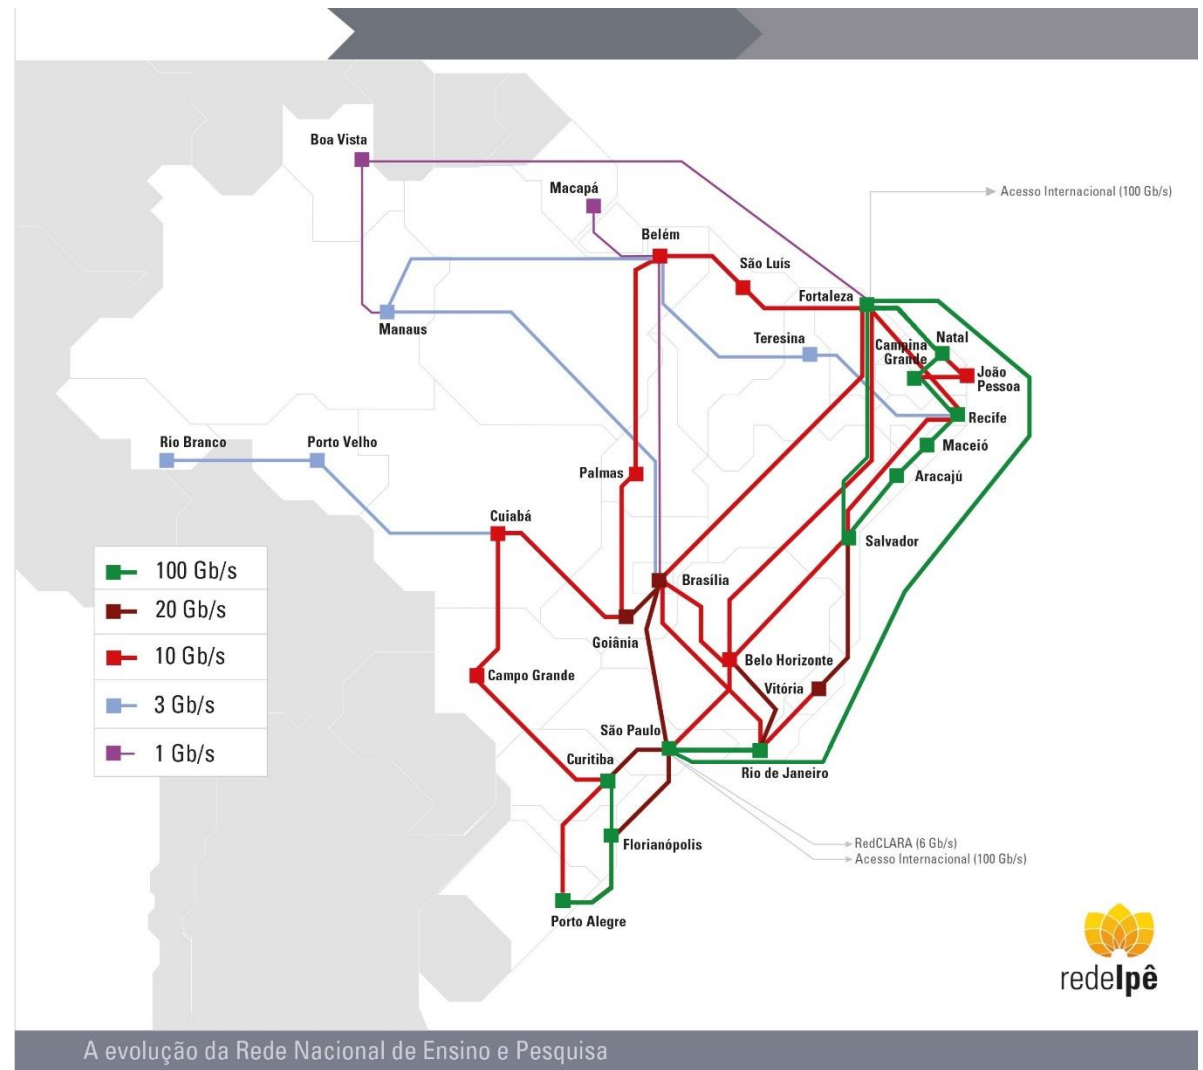 Boa Vista
Macapá
Acesso Internacional (100 Gb/s)
Belém
São Luís
Fortaleza
Manaus
Teresina
Natal
Campina
Grande
João
Pessoa
Recife
Rio Branco
Porto Velho
Maceió
Palmas
Aracajú
Cuiabá
Salvador
100 Gb/s
20 Gb/s
10 Gb/s
3 Gb/s
1 Gb/s
Brasília
Goiânia
Belo Horizonte
Campo Grande
Vitória
São Paulo
Curitiba
Rio de Janeiro
Florianópolis
RedCLARA (6 Gb/s)
Acesso Internacional (100 Gb/s)
Porto Alegre
redeIpê
A evolução da Rede Nacional de Ensino e Pesquisa